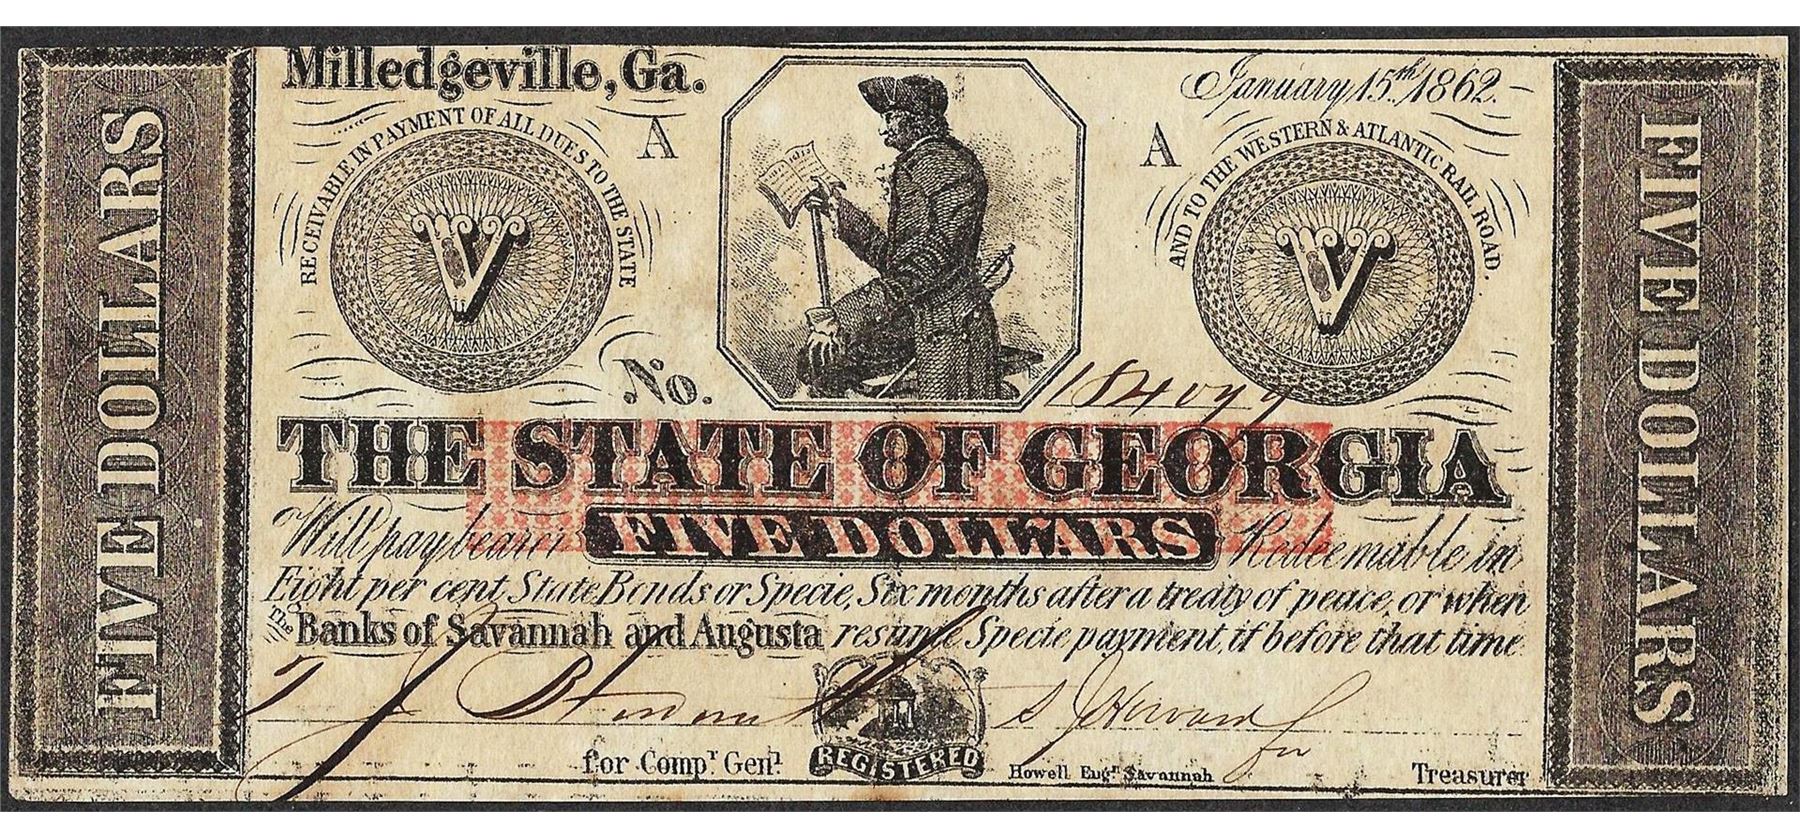 FIVE DOLLARS
Milledgeville, Ga.
January 15th 1862.
RECEIVABLE IN PAYMENT OF ALL DUES TO THE STATE
A
A
AND TO THE WESTERN & ATLANTIC RAIL ROAD.
V
V
No.
THE STATE OF GEORGIA
Will pay bearer FIVE DOLLARS Redeemable in
Eight per cent State Bonds or Specie, Six months after a treaty of peace, or when
The Banks of Savannah and Augusta resume Specie payment, if before that time
for Compr Genl.
REGISTERED
Howell Engr Savannah
for
Treasurer
FIVE DOLLARS